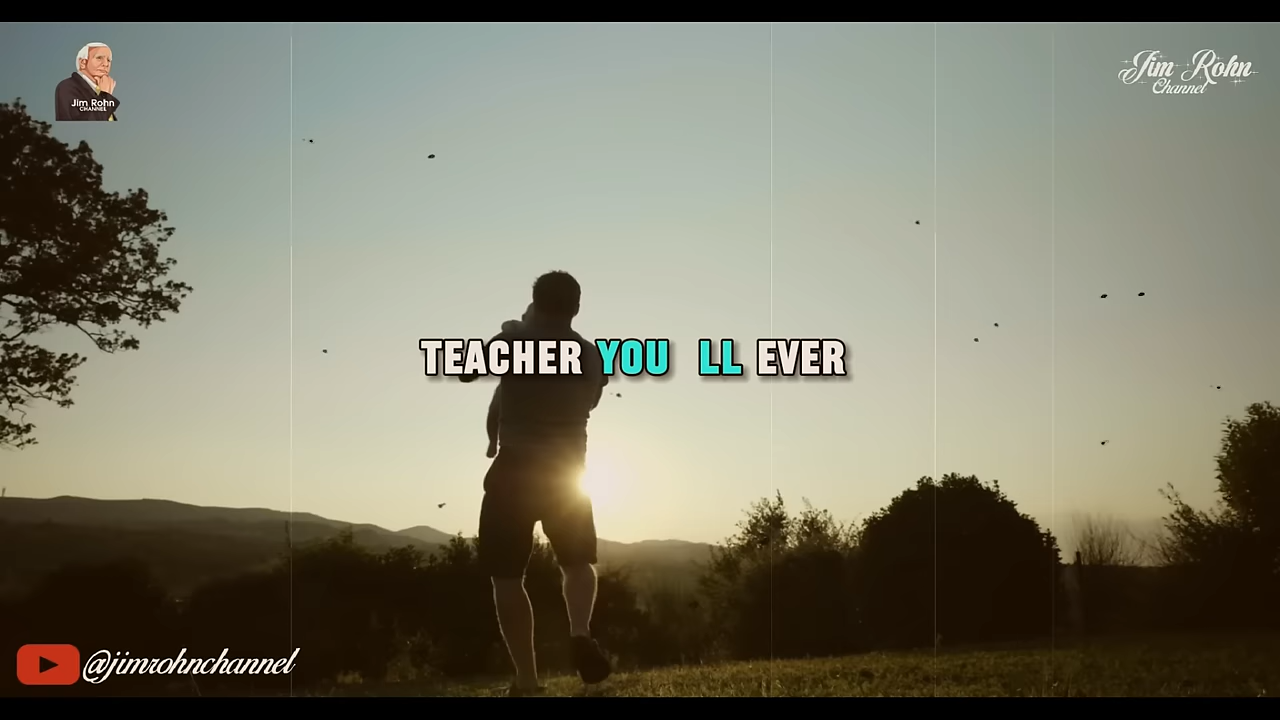 Jim Rohn
CHANNEL
Jim Rohn
Channel
TEACHER YOU LL EVER
@jimrohnchannel